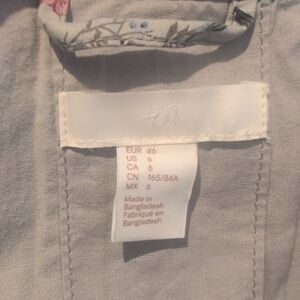 H&M
EUR 36
US 6
CA 6
CN 165/84A
MX 6
Made in
Bangladesh
Fabriqué en
Bangladesh